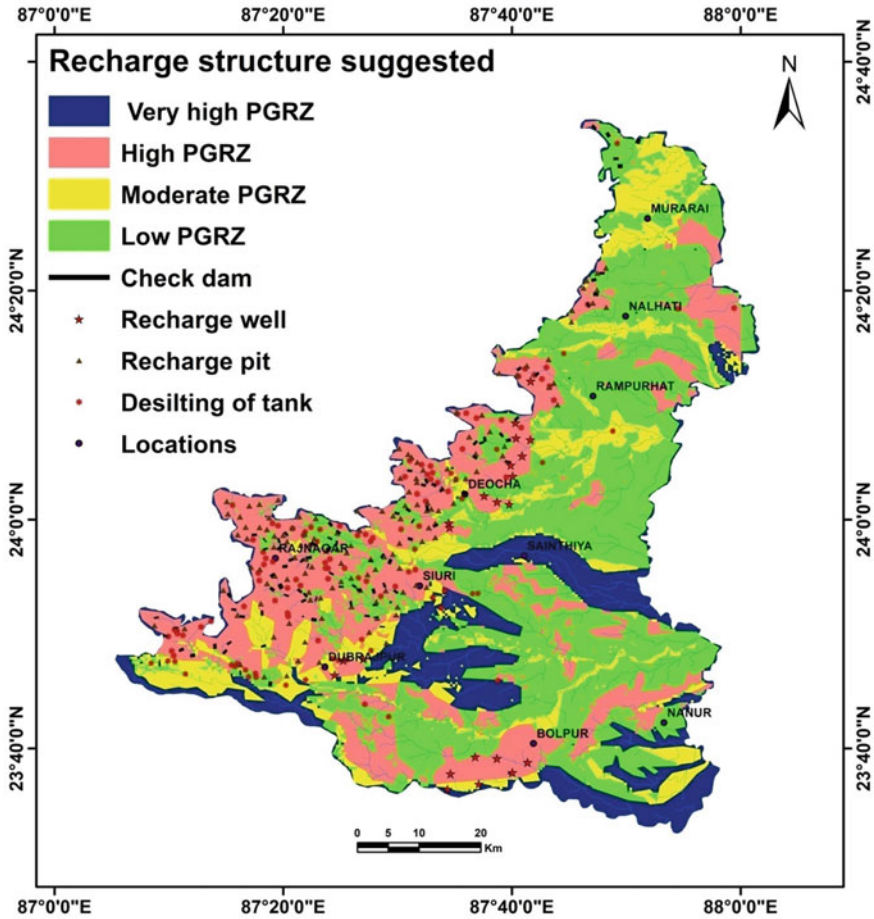 87°0'0"N 87°20'0"N 87°40'0"N 88°0'0"N
Recharge structure suggested
N
Very high PGRZ
High PGRZ
Moderate PGRZ
Low PGRZ
Check dam
Recharge well
Recharge pit
Desilting of tank
Locations
24°40'0"N
24°20'0"N
24°0'0"N
23°40'0"N
24°40'0"N
24°20'0"N
24°0'0"N
23°40'0"N
MURARAI
NALHATI
RAMPURHAT
DEOCHA
SAINTHIYA
RAJNAGAR
SIURI
DUBRAJPUR
NANUR
BOLPUR
0 5 10 20
Km
87°0'0"N 87°20'0"N 87°40'0"N 88°0'0"N